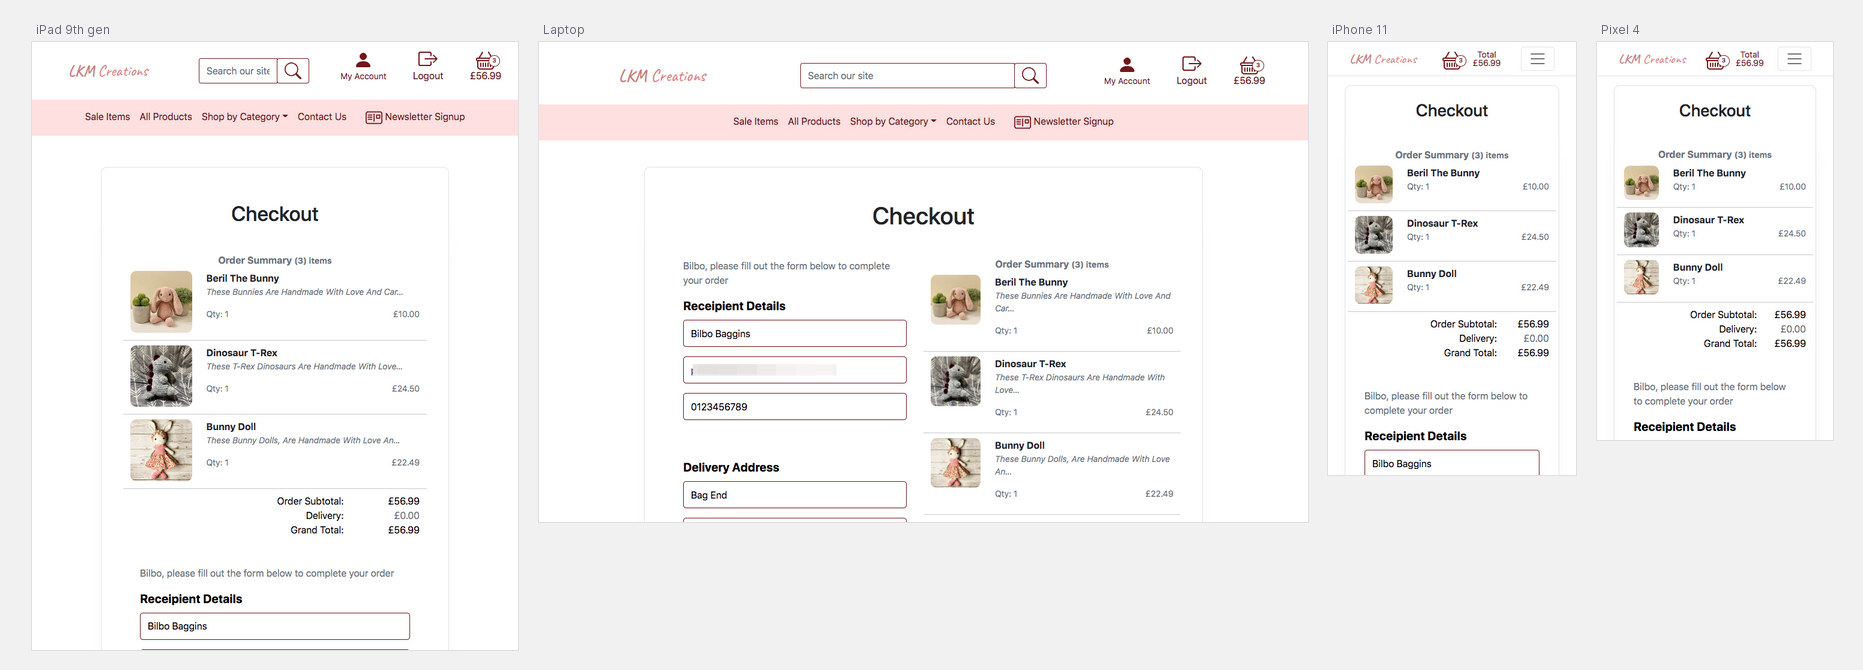 iPad 9th gen
LKM Creations
Search our site
My Account
Logout
3
£56.99
Sale Items
All Products
Shop by Category
Contact Us
Newsletter Signup
Checkout
Order Summary (3) items
Beril The Bunny
These Bunnies Are Handmade With Love And Car...
Qty: 1
£10.00
Dinosaur T-Rex
These T-Rex Dinosaurs Are Handmade With Love...
Qty: 1
£24.50
Bunny Doll
These Bunny Dolls, Are Handmade With Love An...
Qty: 1
£22.49
Order Subtotal: £56.99
Delivery: £0.00
Grand Total: £56.99
Bilbo, please fill out the form below to complete your order
Receipient Details
Bilbo Baggins
Laptop
LKM Creations
Search our site
My Account
Logout
3
£56.99
Sale Items
All Products
Shop by Category
Contact Us
Newsletter Signup
Checkout
Bilbo, please fill out the form below to complete
your order
Receipient Details
Bilbo Baggins
0123456789
Delivery Address
Bag End
Order Summary (3) items
Beril The Bunny
These Bunnies Are Handmade With Love And
Car...
Qty: 1
£10.00
Dinosaur T-Rex
These T-Rex Dinosaurs Are Handmade With
Love...
Qty: 1
£24.50
Bunny Doll
These Bunny Dolls, Are Handmade With Love
An...
Qty: 1
£22.49
iPhone 11
LKM Creations
3
Total
£56.99
Checkout
Order Summary (3) items
Beril The Bunny
Qty: 1
£10.00
Dinosaur T-Rex
Qty: 1
£24.50
Bunny Doll
Qty: 1
£22.49
Order Subtotal: £56.99
Delivery: £0.00
Grand Total: £56.99
Bilbo, please fill out the form below to
complete your order
Receipient Details
Bilbo Baggins
Pixel 4
LKM Creations
3
Total
£56.99
Checkout
Order Summary (3) items
Beril The Bunny
Qty: 1
£10.00
Dinosaur T-Rex
Qty: 1
£24.50
Bunny Doll
Qty: 1
£22.49
Order Subtotal: £56.99
Delivery: £0.00
Grand Total: £56.99
Bilbo, please fill out the form below
to complete your order
Receipient Details